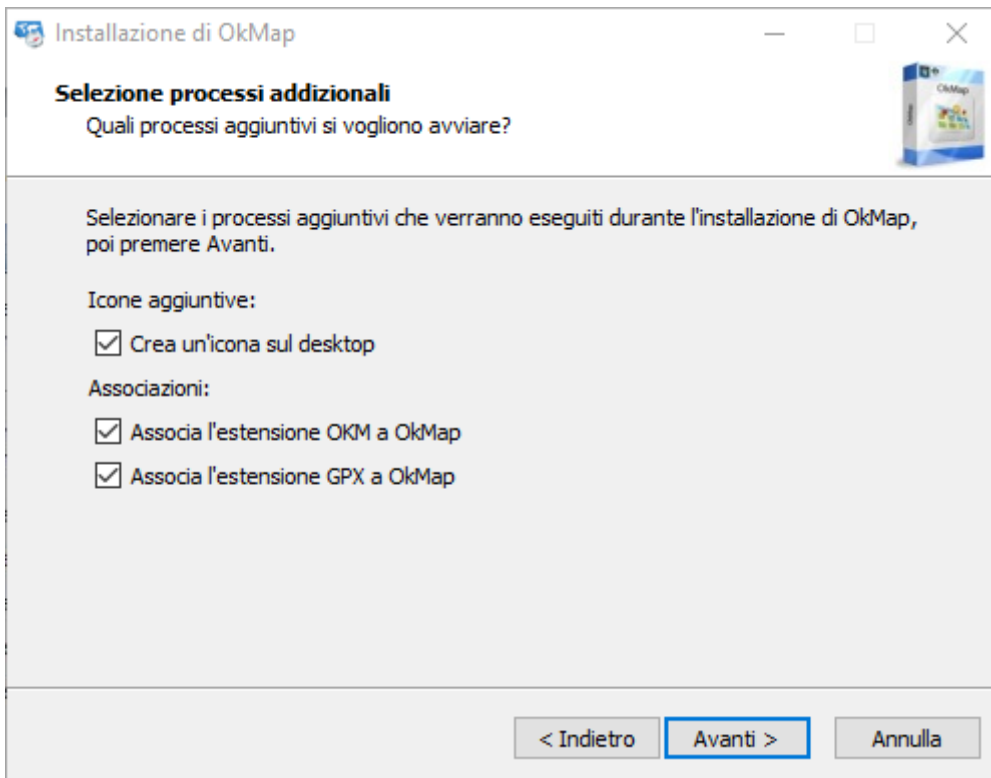 Installazione di OkMap
Selezione processi addizionali
Quali processi aggiuntivi si vogliono avviare?
OkMap
OkMap
Selezionare i processi aggiuntivi che verranno eseguiti durante l'installazione di OkMap,
poi premere Avanti.
Icone aggiuntive:
Crea un'icona sul desktop
Associazioni:
Associa l'estensione OKM a OkMap
Associa l'estensione GPX a OkMap
< Indietro
Avanti >
Annulla